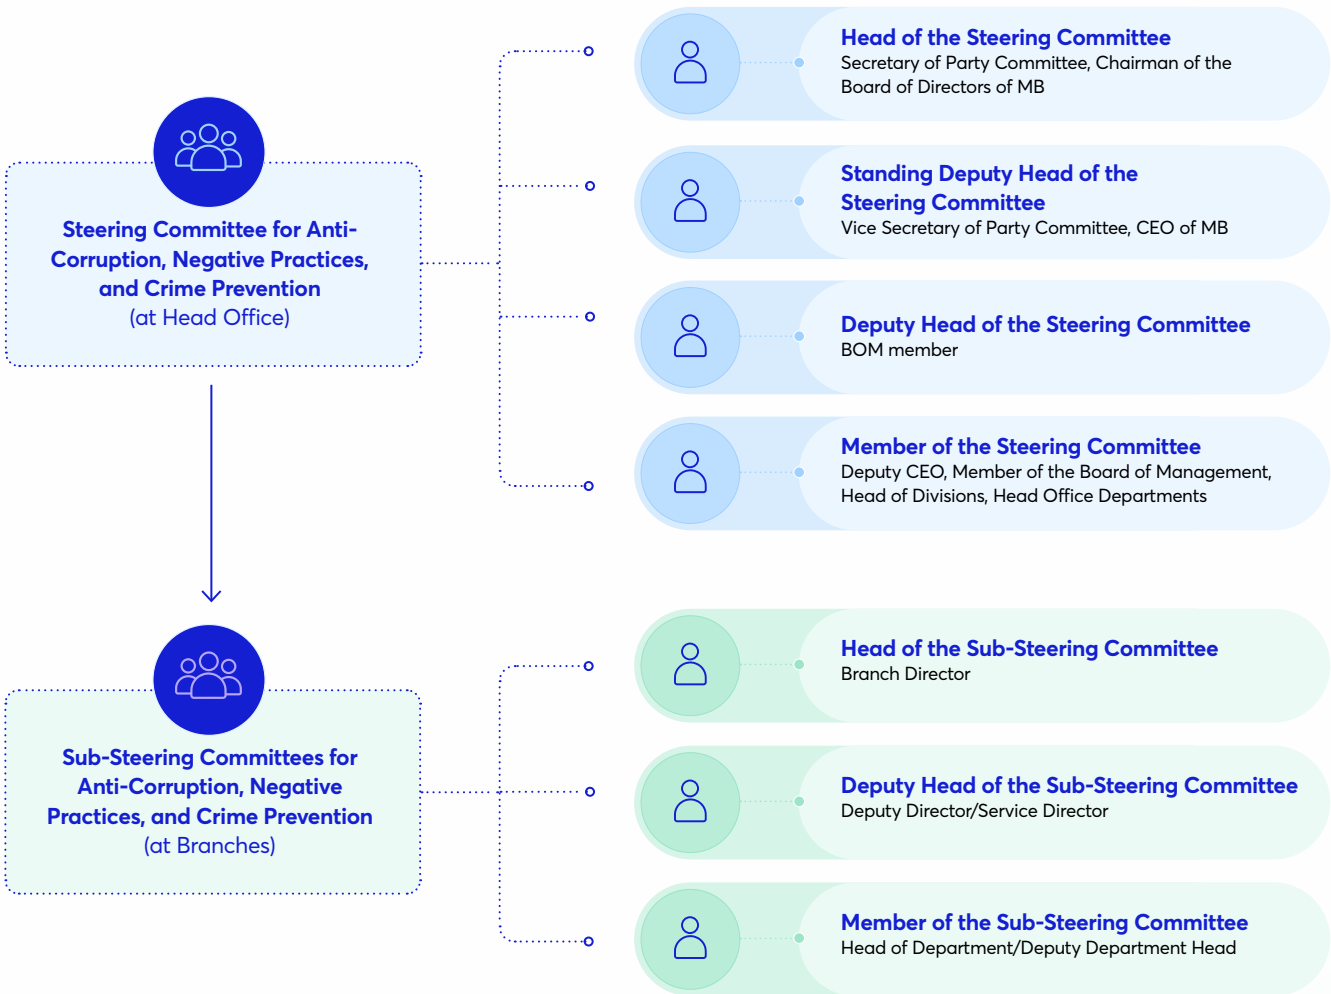 Steering Committee for Anti-
Corruption, Negative Practices,
and Crime Prevention
(at Head Office)
Head of the Steering Committee
Secretary of Party Committee, Chairman of the
Board of Directors of MB
Standing Deputy Head of the
Steering Committee
Vice Secretary of Party Committee, CEO of MB
Deputy Head of the Steering Committee
BOM member
Member of the Steering Committee
Deputy CEO, Member of the Board of Management,
Head of Divisions, Head Office Departments
Sub-Steering Committees for
Anti-Corruption, Negative
Practices, and Crime Prevention
(at Branches)
Head of the Sub-Steering Committee
Branch Director
Deputy Head of the Sub-Steering Committee
Deputy Director/Service Director
Member of the Sub-Steering Committee
Head of Department/Deputy Department Head